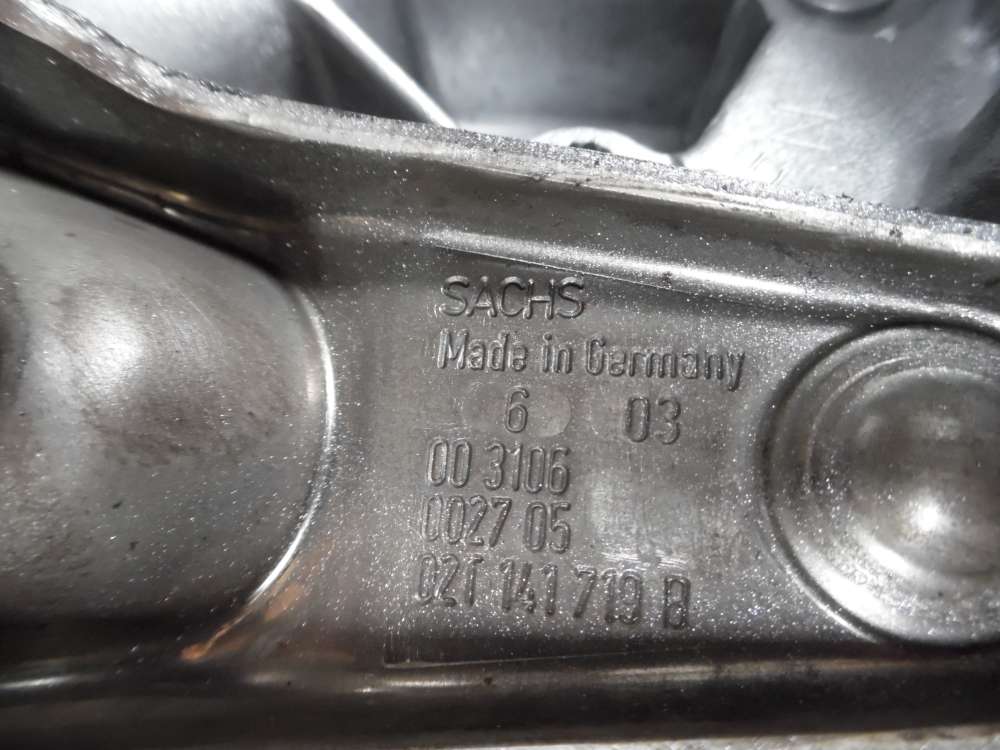 SACHS
Made in Germany
6 03
00 3106
0027 05
02T 141 719 B